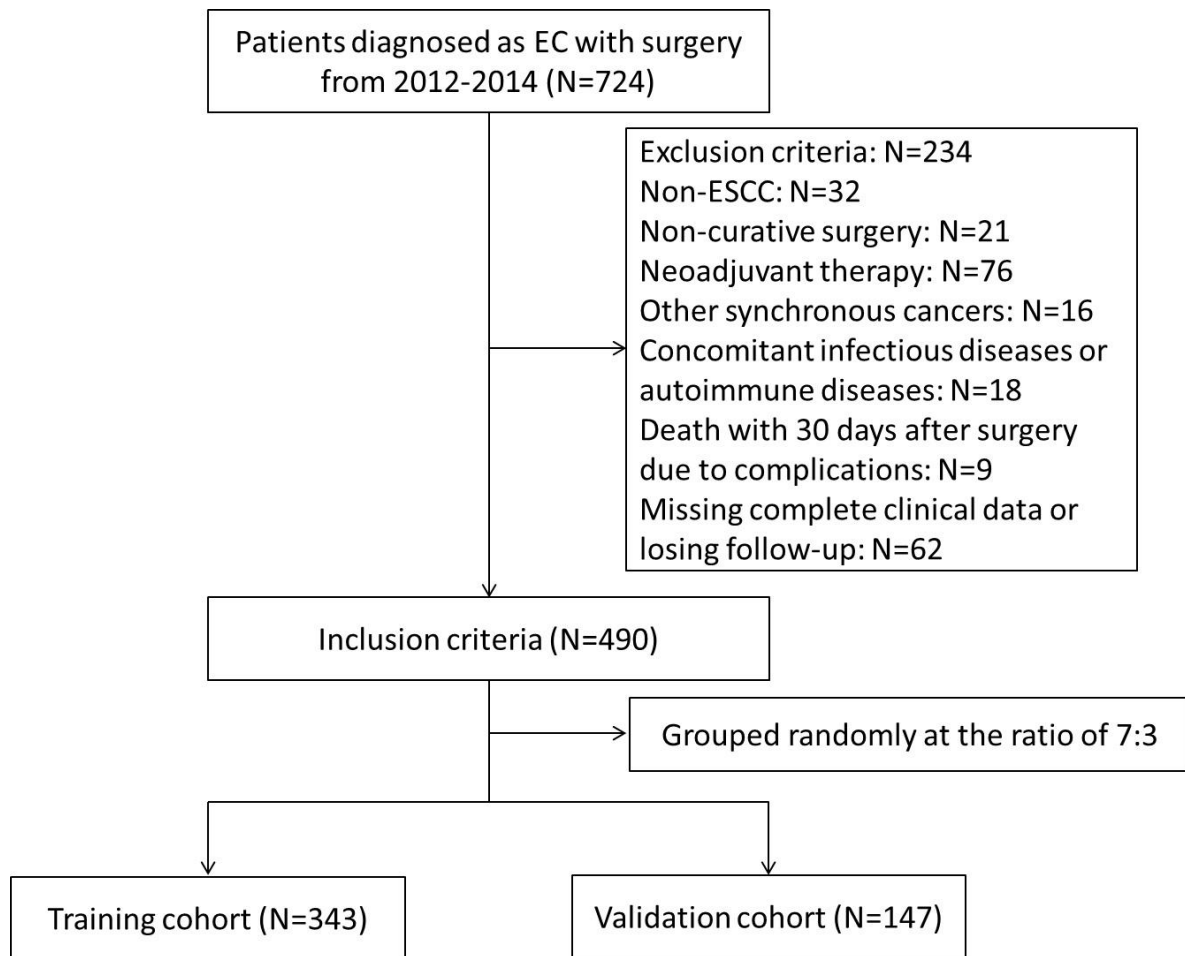 Patients diagnosed as EC with surgery
from 2012-2014 (N=724)
Exclusion criteria: N=234
Non-ESCC: N=32
Non-curative surgery: N=21
Neoadjuvant therapy: N=76
Other synchronous cancers: N=16
Concomitant infectious diseases or
autoimmune diseases: N=18
Death with 30 days after surgery
due to complications: N=9
Missing complete clinical data or
losing follow-up: N=62
Inclusion criteria (N=490)
Grouped randomly at the ratio of 7:3
Training cohort (N=343)
Validation cohort (N=147)